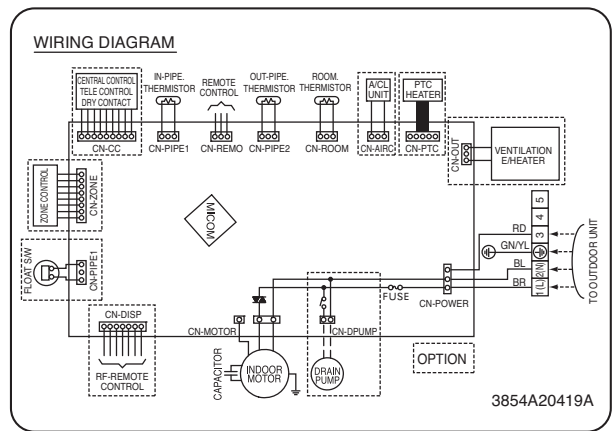 WIRING DIAGRAM
CENTRAL CONTROL
TELE CONTROL
DRY CONTACT
CN-CC
IN-PIPE.
THERMISTOR
CN-PIPE1
REMOTE
CONTROL
CN-REMO
OUT-PIPE.
THERMISTOR
CN-PIPE2
ROOM.
THERMISTOR
CN-ROOM
A/CL
UNIT
CN-AIRC
PTC
HEATER
CN-PTC
CN-OUT
VENTILATION
E/HEATER
ZONE CONTROL
CN-ZONE
MICOM
FLOAT S/W
CN-PIPE1
5
4
3
2(N)
1(L)
RD
GN/YL
BL
BR
TO OUTDOOR UNIT
FUSE
CN-POWER
CN-DISP
RF-REMOTE
CONTROL
CN-MOTOR
CAPACITOR
INDOOR
MOTOR
CN-DPUMP
DRAIN
PUMP
OPTION
3854A20419A